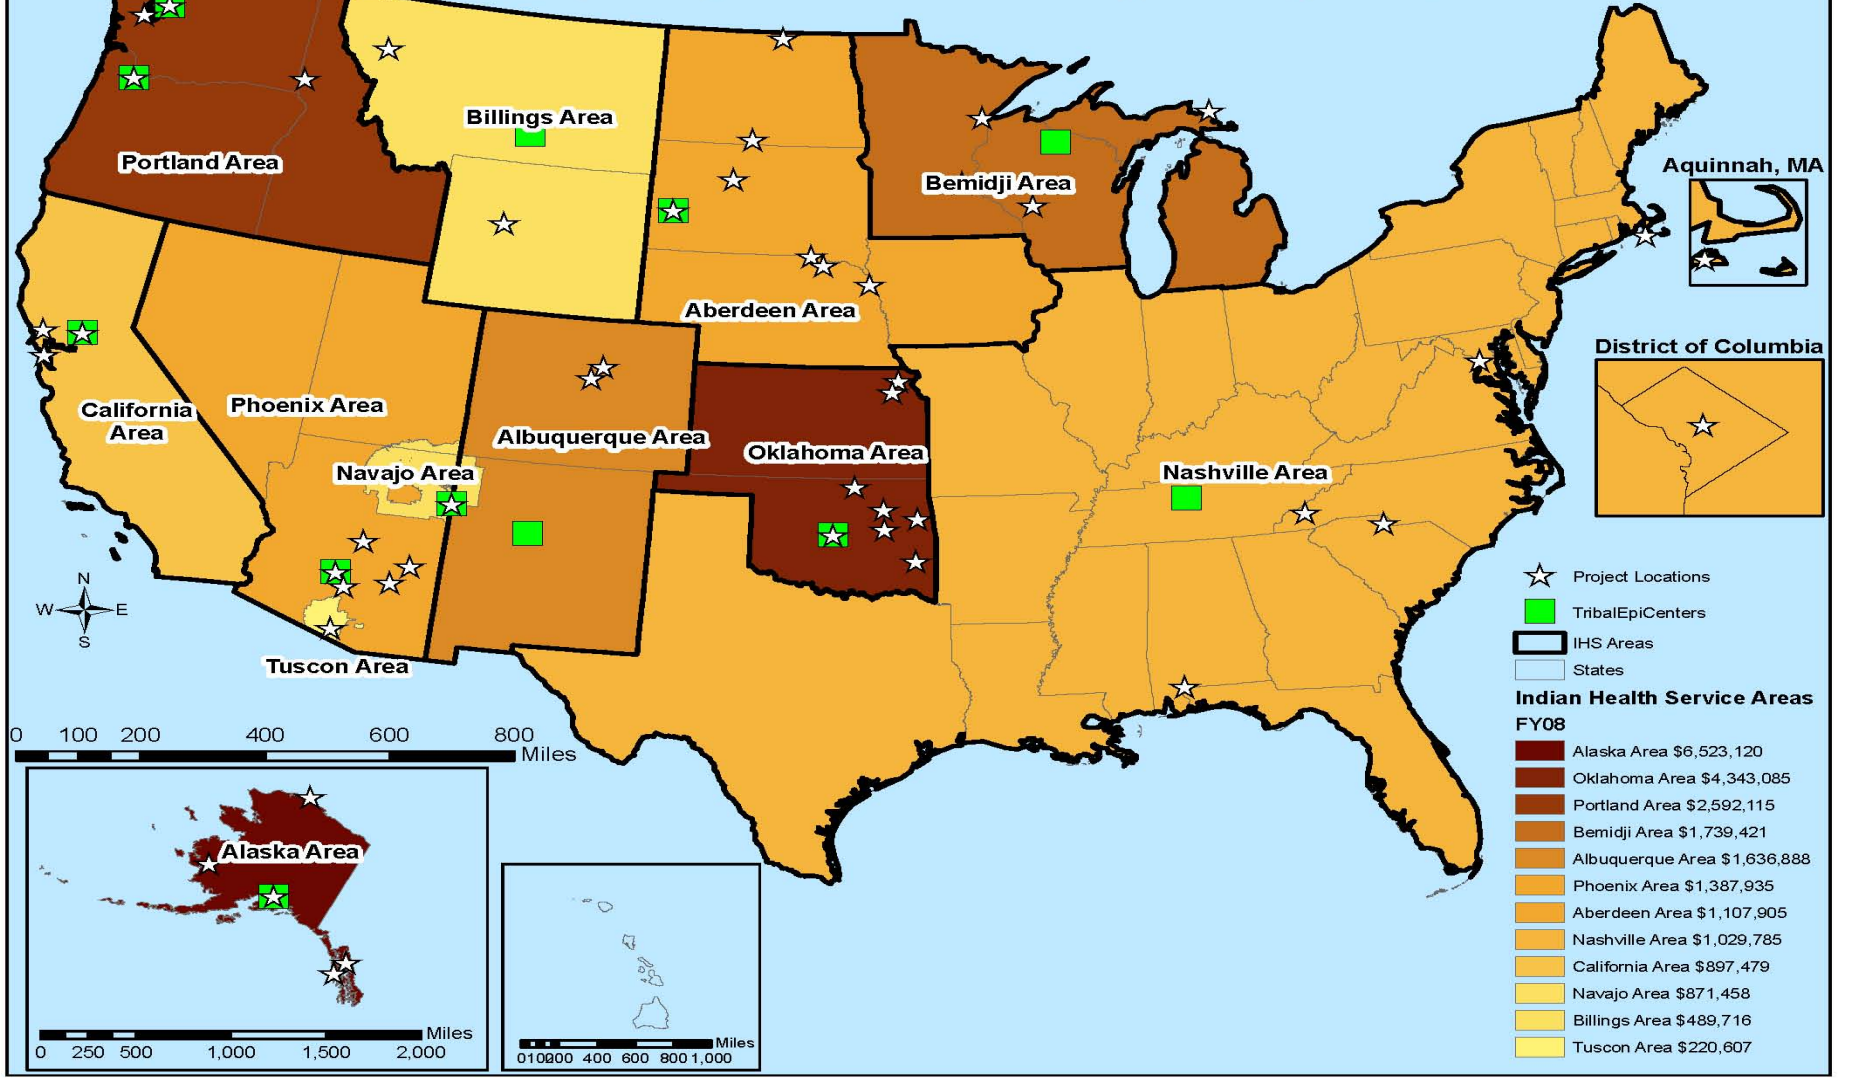 Billings Area
Portland Area
Bemidji Area
Aquinnah, MA
Aberdeen Area
District of Columbia
California
Area
Phoenix Area
Albuquerque Area
Oklahoma Area
Navajo Area
Nashville Area
N
W E
S
Tuscon Area
Project Locations
TribalEpiCenters
IHS Areas
States
Indian Health Service Areas
FY08
Alaska Area $6,523,120
Oklahoma Area $4,343,085
Portland Area $2,592,115
Bemidji Area $1,739,421
Albuquerque Area $1,636,888
Phoenix Area $1,387,935
Aberdeen Area $1,107,905
Nashville Area $1,029,785
California Area $897,479
Navajo Area $871,458
Billings Area $489,716
Tuscon Area $220,607
0 100 200 400 600 800
Miles
Alaska Area
Miles
0 250 500 1,000 1,500 2,000
Miles
0100200 400 600 800 1,000